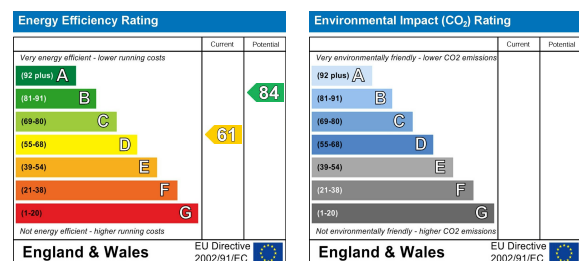 Energy Efficiency Rating
Current Potential
Very energy efficient - lower running costs
(92 plus) A
(81-91) B
84
(69-80) C
(55-68) D
61
(39-54) E
(21-38) F
(1-20) G
Not energy efficient - higher running costs
England & Wales
EU Directive
2002/91/EC
Environmental Impact (CO2) Rating
Current Potential
Very environmentally friendly - lower CO2 emissions
(92 plus) A
(81-91) B
(69-80) C
(55-68) D
(39-54) E
(21-38) F
(1-20) G
Not environmentally friendly - higher CO2 emissions
England & Wales
EU Directive
2002/91/EC